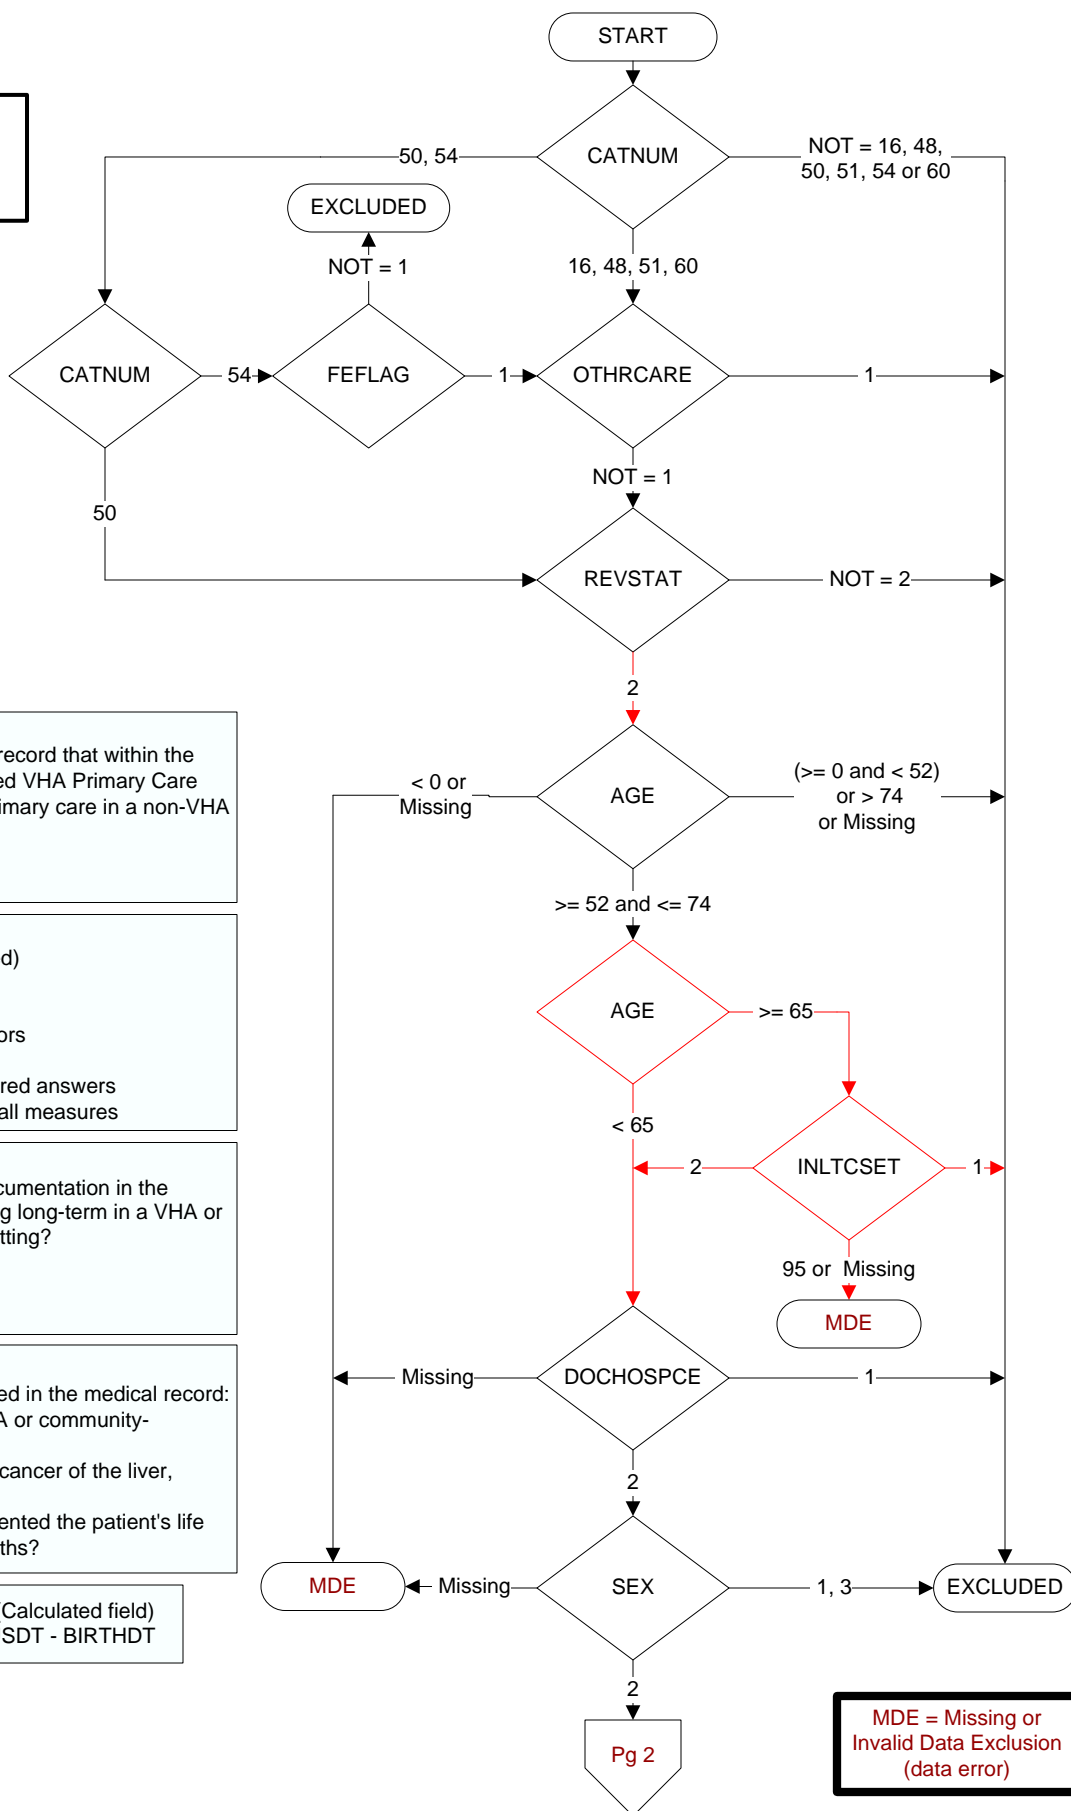 START
CATNUM
50, 54
NOT = 16, 48,
50, 51, 54 or 60
EXCLUDED
NOT = 1
16, 48, 51, 60
CATNUM
54
FEFLAG
1
OTHRCARE
1
NOT = 1
50
REVSTAT
NOT = 2
2
record that within the
ed VHA Primary Care
imary care in a non-VHA
< 0 or
Missing
AGE
(>= 0 and < 52)
or > 74
or Missing
>= 52 and <= 74
ed)
ors
red answers
all measures
AGE
>= 65
< 65
2
INLTCSET
1
cumentation in the
g long-term in a VHA or
tting?
95 or Missing
MDE
Missing
DOCHOSPCE
1
ed in the medical record:
A or community-
cancer of the liver,
ented the patient's life
ths?
2
MDE
Missing
SEX
1, 3
EXCLUDED
(Calculated field)
SDT - BIRTHDT
2
Pg 2
MDE = Missing or
Invalid Data Exclusion
(data error)